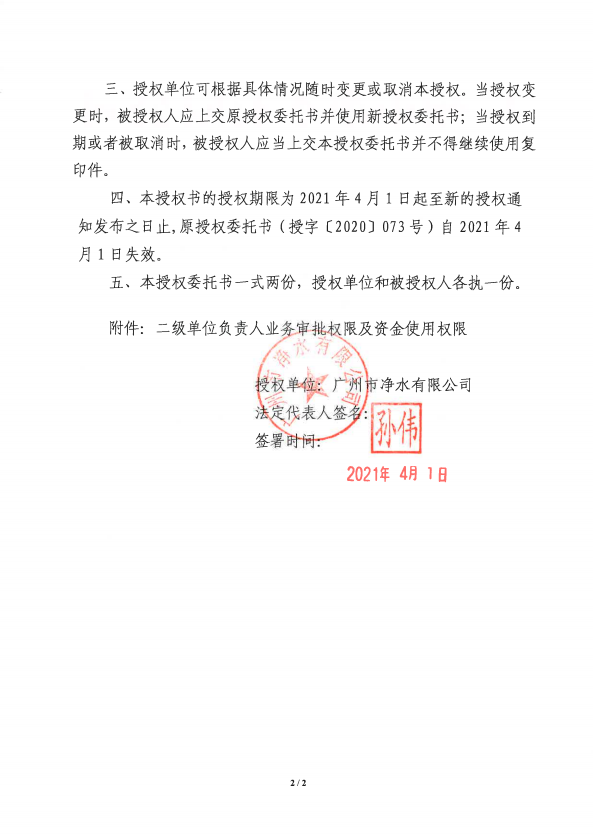 三、授权单位可根据具体情况随时变更或取消本授权。当授权变
更时，被授权人应上交原授权委托书并使用新授权委托书；当授权到
期或者被取消时，被授权人应当上交本授权委托书并不得继续使用复
印件。
四、本授权书的授权期限为 2021 年 4 月 1 日起至新的授权通
知发布之日止,原授权委托书（授字〔2020〕073 号）自 2021 年 4
月 1 日失效。
五、本授权委托书一式两份，授权单位和被授权人各执一份。
附件：二级单位负责人业务审批权限及资金使用权限
广州市净水有限公司
授权单位：广州市净水有限公司
法定代表人签名：
孙伟
签署时间：
2021年 4月 1日
2 / 2